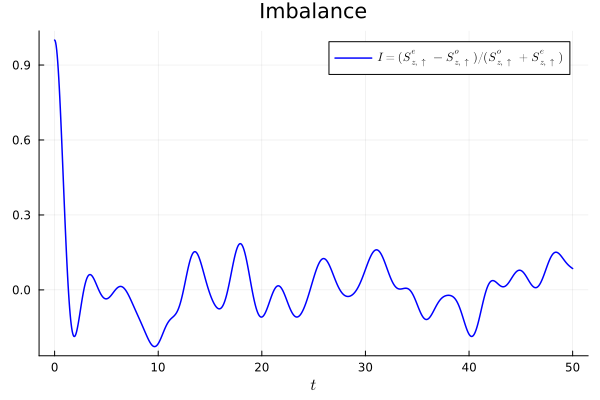 Imbalance
I = (S^e_{z,↑} − S^o_{z,↑})/(S^o_{z,↑} + S^e_{z,↑})
0.9
0.6
0.3
0.0
0 10 20 30 40 50
t